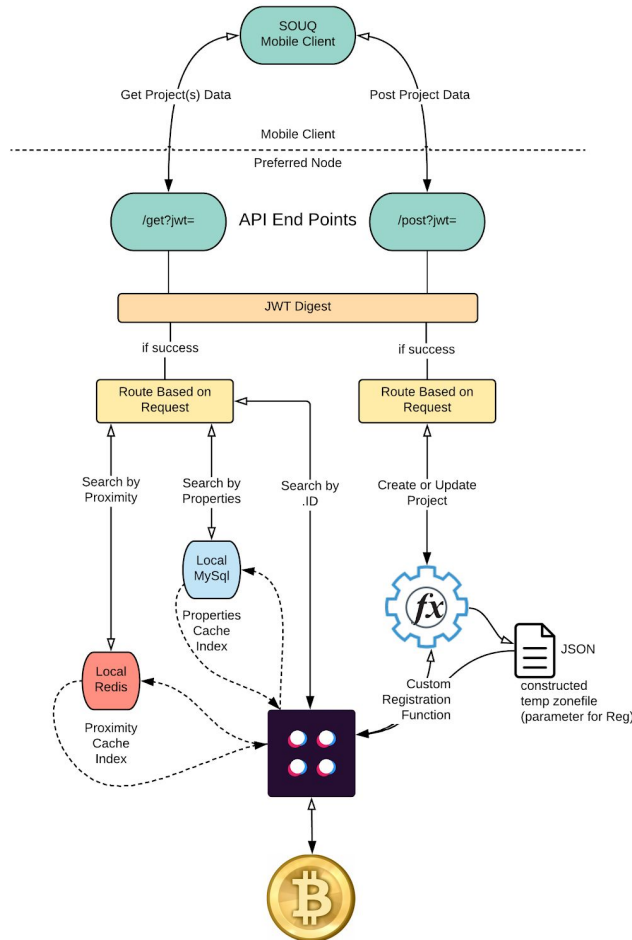 SOUQ
Mobile Client
Get Project(s) Data
Post Project Data
Mobile Client
Preferred Node
/get?jwt=
API End Points
/post?jwt=
JWT Digest
if success
if success
Route Based on
Request
Route Based on
Request
Search by
Proximity
Search by
Properties
Search by
.ID
Create or Update
Project
Local
MySql
fx
Properties
Cache
Index
JSON
Local
Redis
constructed
temp zonefile
(parameter for Reg)
Custom
Registration
Function
Proximity
Cache
Index